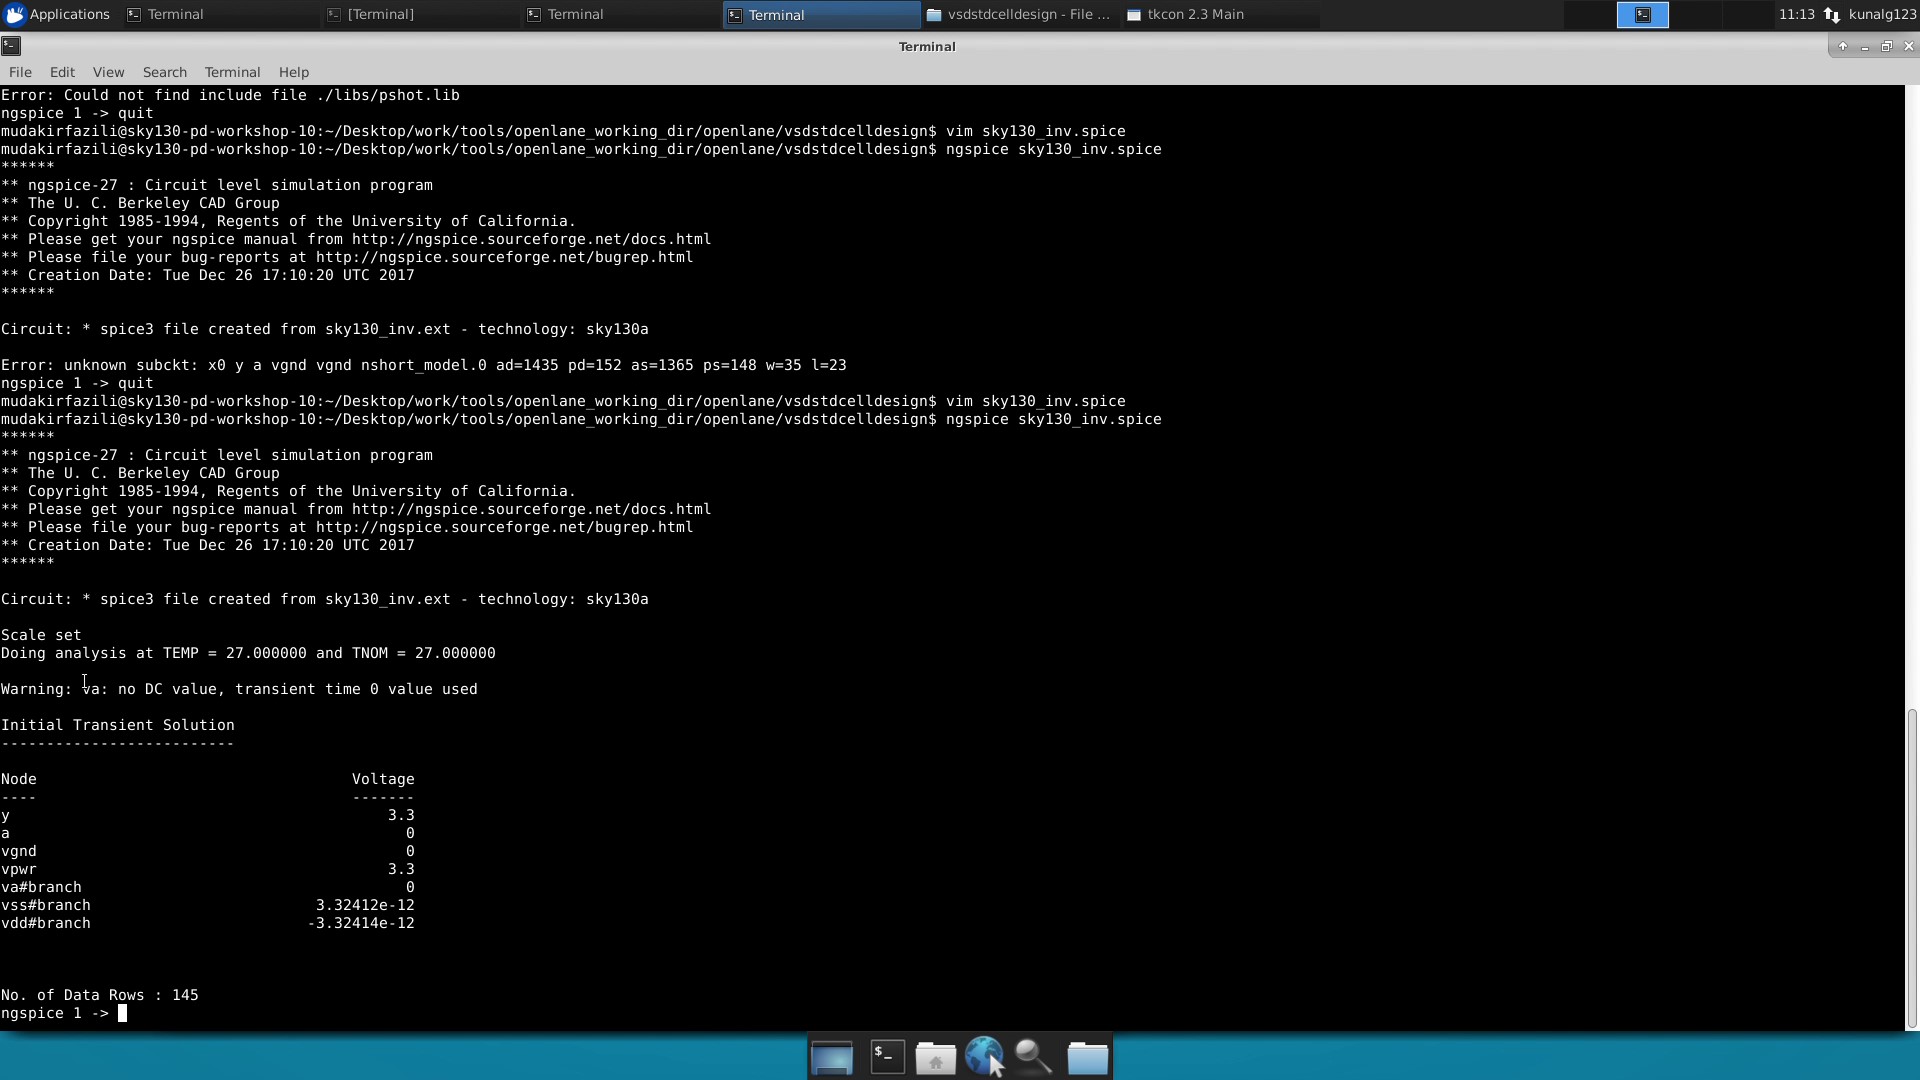 Applications
Terminal
[Terminal]
Terminal
Terminal
vsdstdcelldesign - File ...
tkcon 2.3 Main
11:13
kunalg123
Terminal
File Edit View Search Terminal Help
Error: Could not find include file ./libs/pshot.lib
ngspice 1 -> quit
mudakirfazili@sky130-pd-workshop-10:~/Desktop/work/tools/openlane_working_dir/openlane/vsdstdcelldesign$ vim sky130_inv.spice
mudakirfazili@sky130-pd-workshop-10:~/Desktop/work/tools/openlane_working_dir/openlane/vsdstdcelldesign$ ngspice sky130_inv.spice
******
** ngspice-27 : Circuit level simulation program
** The U. C. Berkeley CAD Group
** Copyright 1985-1994, Regents of the University of California.
** Please get your ngspice manual from http://ngspice.sourceforge.net/docs.html
** Please file your bug-reports at http://ngspice.sourceforge.net/bugrep.html
** Creation Date: Tue Dec 26 17:10:20 UTC 2017
******
Circuit: * spice3 file created from sky130_inv.ext - technology: sky130a
Error: unknown subckt: x0 y a vgnd vgnd nshort_model.0 ad=1435 pd=152 as=1365 ps=148 w=35 l=23
ngspice 1 -> quit
mudakirfazili@sky130-pd-workshop-10:~/Desktop/work/tools/openlane_working_dir/openlane/vsdstdcelldesign$ vim sky130_inv.spice
mudakirfazili@sky130-pd-workshop-10:~/Desktop/work/tools/openlane_working_dir/openlane/vsdstdcelldesign$ ngspice sky130_inv.spice
******
** ngspice-27 : Circuit level simulation program
** The U. C. Berkeley CAD Group
** Copyright 1985-1994, Regents of the University of California.
** Please get your ngspice manual from http://ngspice.sourceforge.net/docs.html
** Please file your bug-reports at http://ngspice.sourceforge.net/bugrep.html
** Creation Date: Tue Dec 26 17:10:20 UTC 2017
******
Circuit: * spice3 file created from sky130_inv.ext - technology: sky130a
Scale set
Doing analysis at TEMP = 27.000000 and TNOM = 27.000000
Warning: va: no DC value, transient time 0 value used
Initial Transient Solution
--------------------------
Node Voltage
---- -------
y 3.3
a 0
vgnd 0
vpwr 3.3
va#branch 0
vss#branch 3.32412e-12
vdd#branch -3.32414e-12
No. of Data Rows : 145
ngspice 1 ->